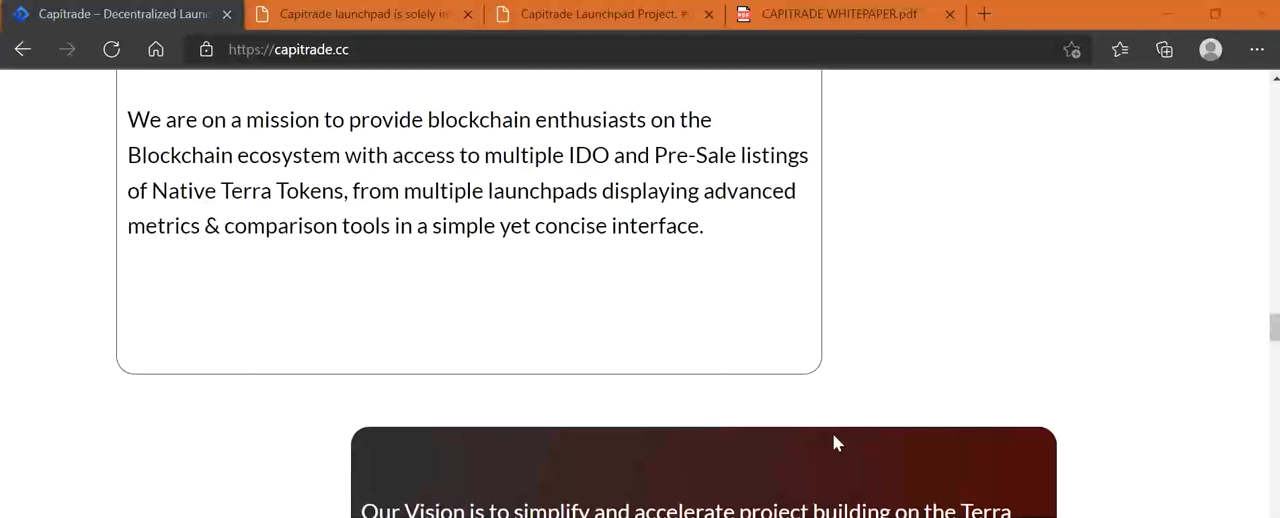 Capitrade – Decentralized Launc
Capitrade launchpad is solely in
Capitrade Launchpad Project. #
CAPITRADE WHITEPAPER.pdf
https://capitrade.cc
We are on a mission to provide blockchain enthusiasts on the
Blockchain ecosystem with access to multiple IDO and Pre-Sale listings
of Native Terra Tokens, from multiple launchpads displaying advanced
metrics & comparison tools in a simple yet concise interface.
Our Vision is to simplify and accelerate project building on the Terra